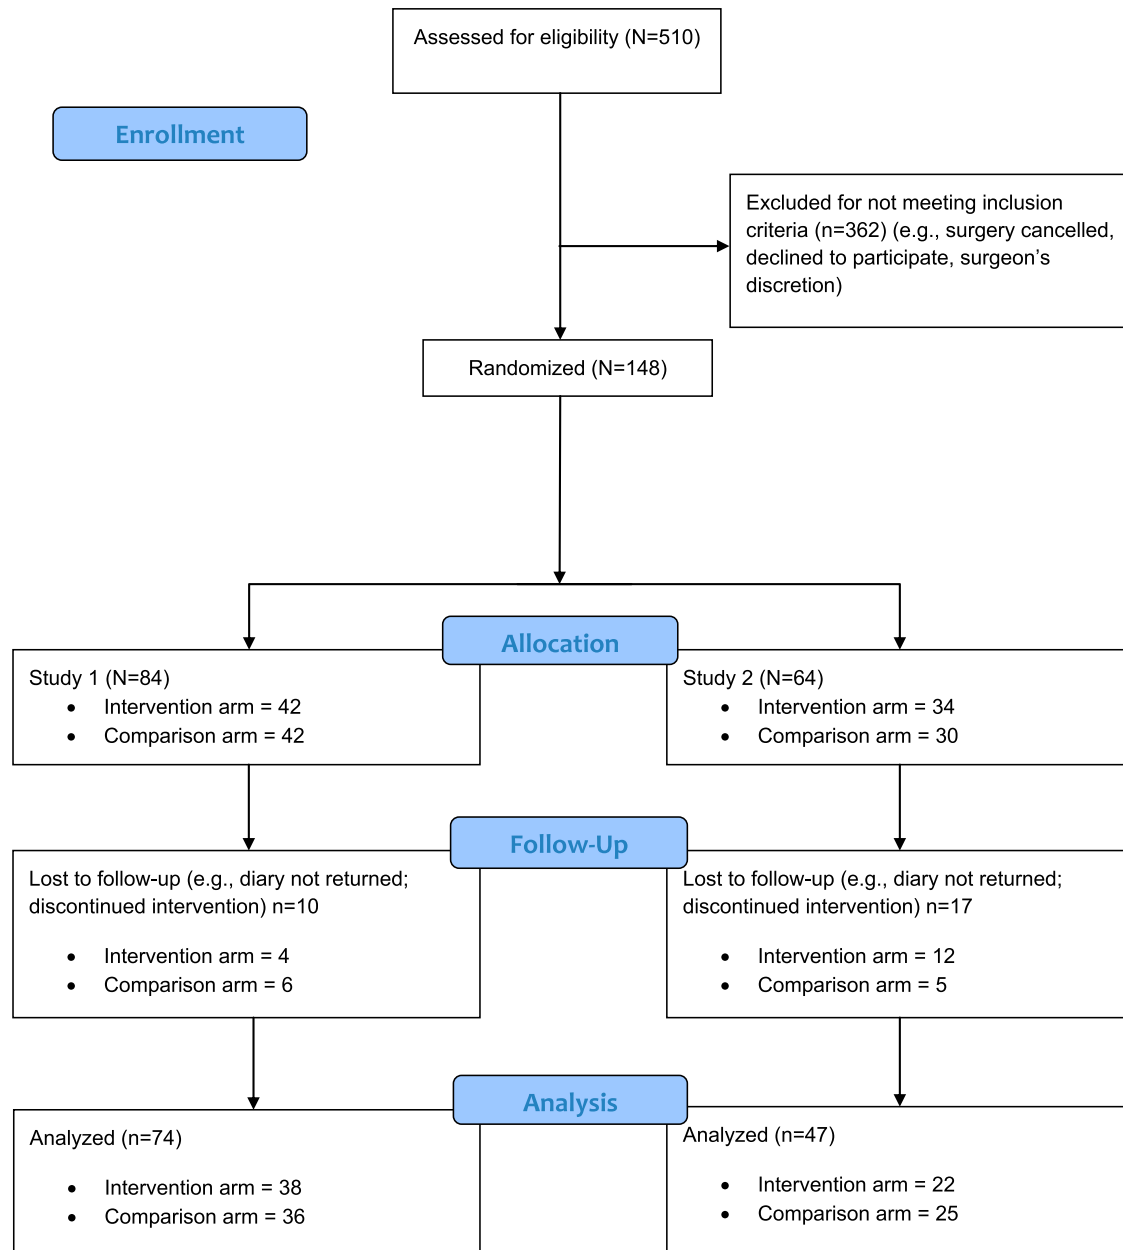 Assessed for eligibility (N=510)
Enrollment
Excluded for not meeting inclusion
criteria (n=362) (e.g., surgery cancelled,
declined to participate, surgeon’s
discretion)
Randomized (N=148)
Allocation
Study 1 (N=84)
• Intervention arm = 42
• Comparison arm = 42
Study 2 (N=64)
• Intervention arm = 34
• Comparison arm = 30
Follow-Up
Lost to follow-up (e.g., diary not returned;
discontinued intervention) n=10
• Intervention arm = 4
• Comparison arm = 6
Lost to follow-up (e.g., diary not returned;
discontinued intervention) n=17
• Intervention arm = 12
• Comparison arm = 5
Analysis
Analyzed (n=74)
• Intervention arm = 38
• Comparison arm = 36
Analyzed (n=47)
• Intervention arm = 22
• Comparison arm = 25